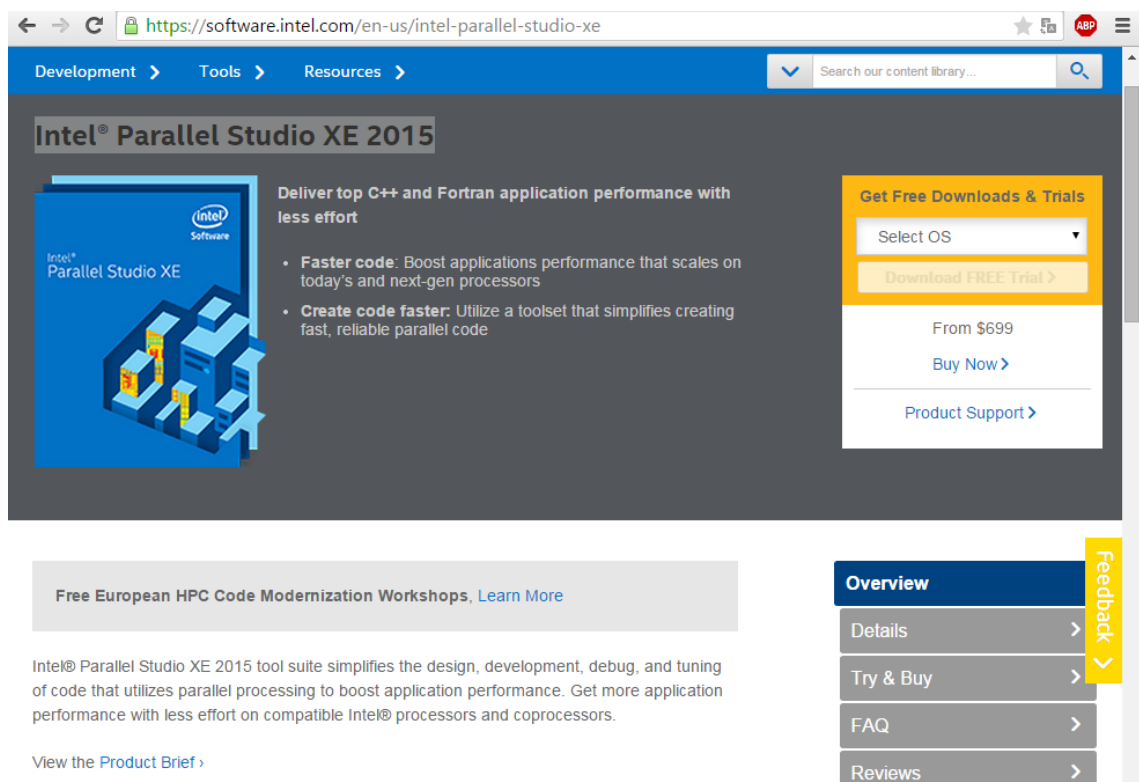 https://software.intel.com/en-us/intel-parallel-studio-xe
ABP
Development
Tools
Resources
Search our content library...
Intel® Parallel Studio XE 2015
intel
Software
Intel®
Parallel Studio XE
Deliver top C++ and Fortran application performance with
less effort
• Faster code: Boost applications performance that scales on
today's and next-gen processors
• Create code faster: Utilize a toolset that simplifies creating
fast, reliable parallel code
Get Free Downloads & Trials
Select OS
Download FREE Trial
From $699
Buy Now
Product Support
Free European HPC Code Modernization Workshops, Learn More
Intel® Parallel Studio XE 2015 tool suite simplifies the design, development, debug, and tuning
of code that utilizes parallel processing to boost application performance. Get more application
performance with less effort on compatible Intel® processors and coprocessors.
View the Product Brief ›
Overview
Details
Try & Buy
FAQ
Reviews
Feedback